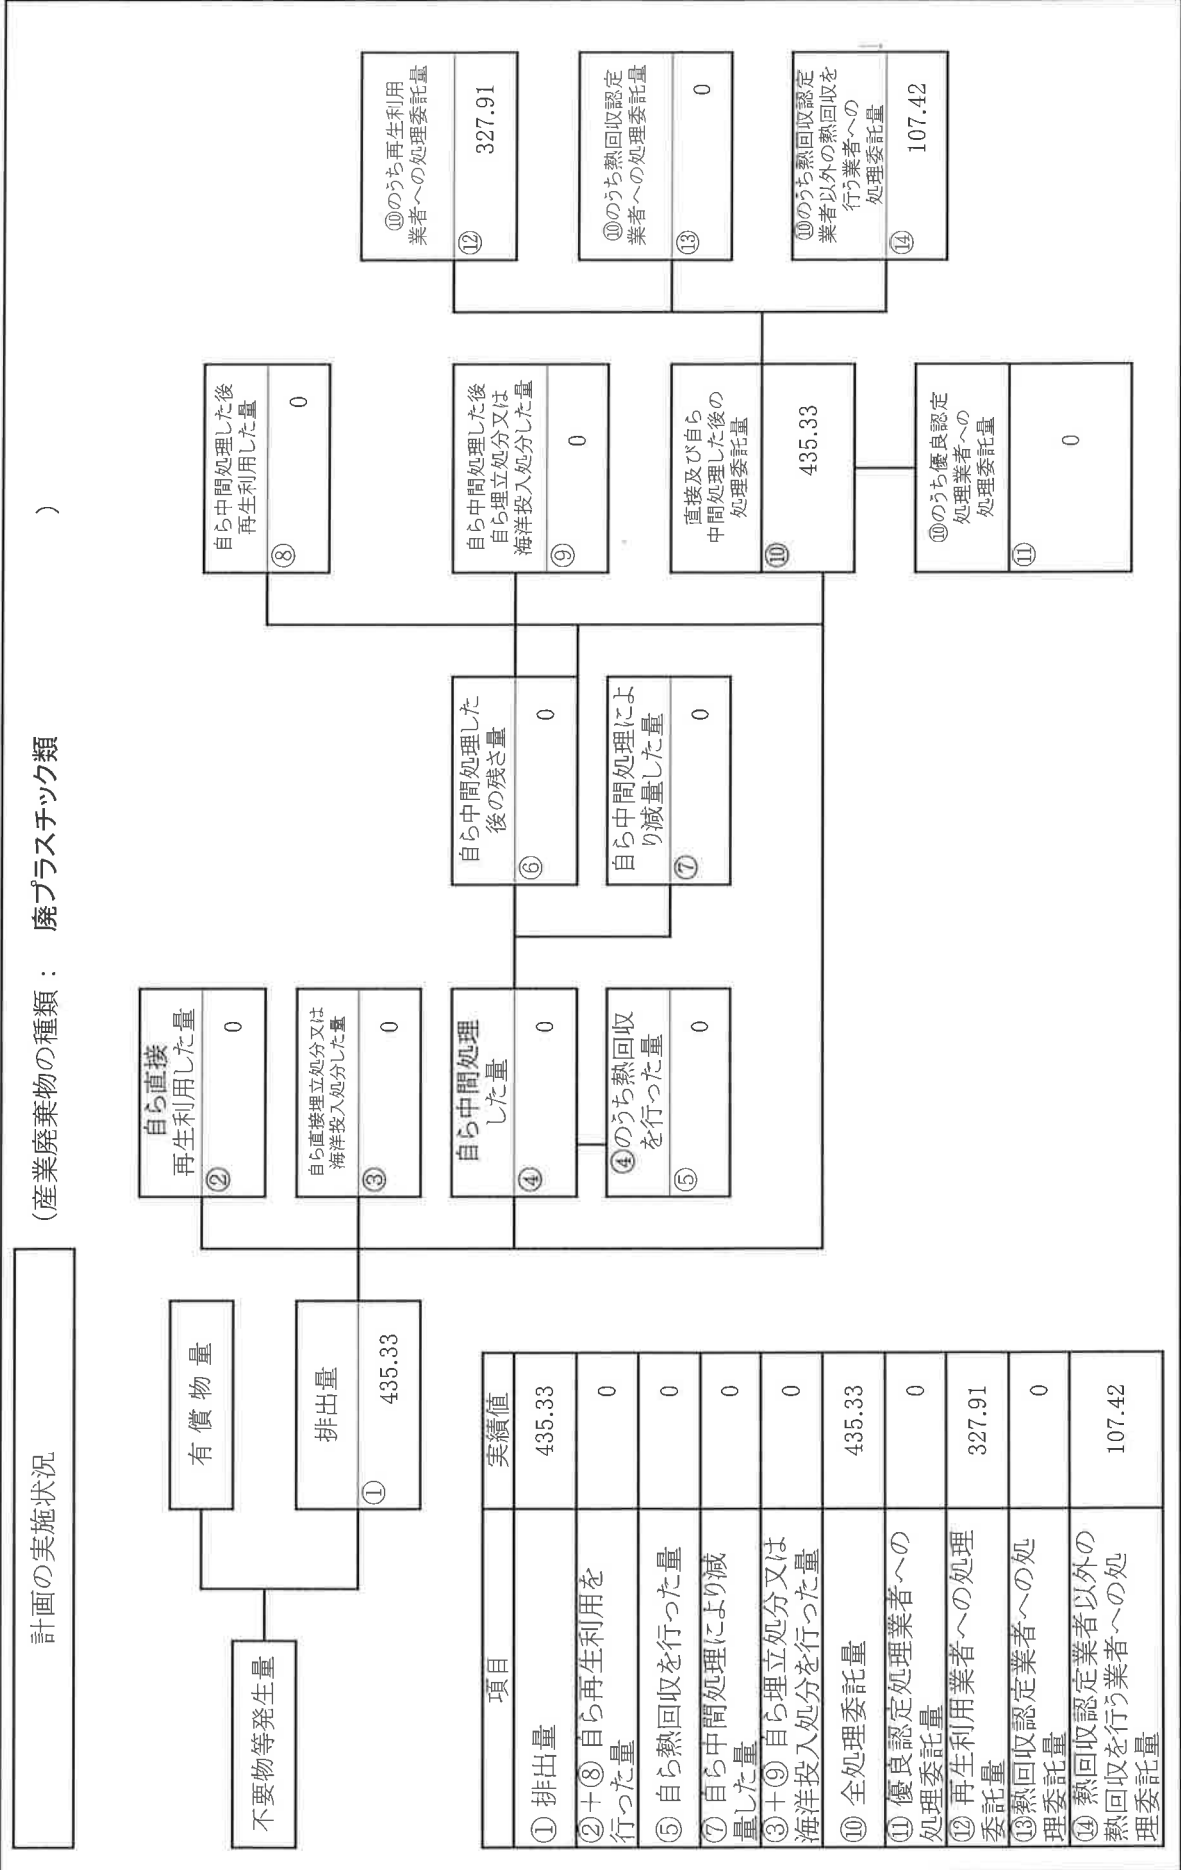 計画の実施状況
（産業廃棄物の種類： 廃プラスチック類 ）
不要物等発生量
有償物量
排出量
① 435.33
自ら直接
再生利用した量
② 0
自ら直接埋立処分又は
海洋投入処分した量
③ 0
自ら中間処理
した量
④ 0
④のうち熱回収
を行った量
⑤ 0
自ら中間処理した
後の残さ量
⑥ 0
自ら中間処理によ
り減量した量
⑦ 0
自ら中間処理した後
再生利用した量
⑧ 0
自ら中間処理した後
自ら埋立処分又は
海洋投入処分した量
⑨ 0
直接及び自ら
中間処理した後の
処理委託量
⑩ 435.33
⑩のうち優良認定
処理業者への
処理委託量
⑪ 0
⑩のうち再生利用
業者への処理委託量
⑫ 327.91
⑩のうち熱回収認定
業者への処理委託量
⑬ 0
⑩のうち熱回収認定
業者以外の熱回収を
行う業者への
処理委託量
⑭ 107.42
項目 実績値
① 排出量 435.33
②＋⑧ 自ら再生利用を
行った量 0
⑤ 自ら熱回収を行った量 0
⑦ 自ら中間処理により減
量した量 0
③＋⑨ 自ら埋立処分又は
海洋投入処分を行った量 0
⑩ 全処理委託量 435.33
⑪ 優良認定処理業者への
処理委託量 0
⑫ 再生利用業者への処理
委託量 327.91
⑬熱回収認定業者への処
理委託量 0
⑭ 熱回収認定業者以外の
熱回収を行う業者への処
理委託量 107.42